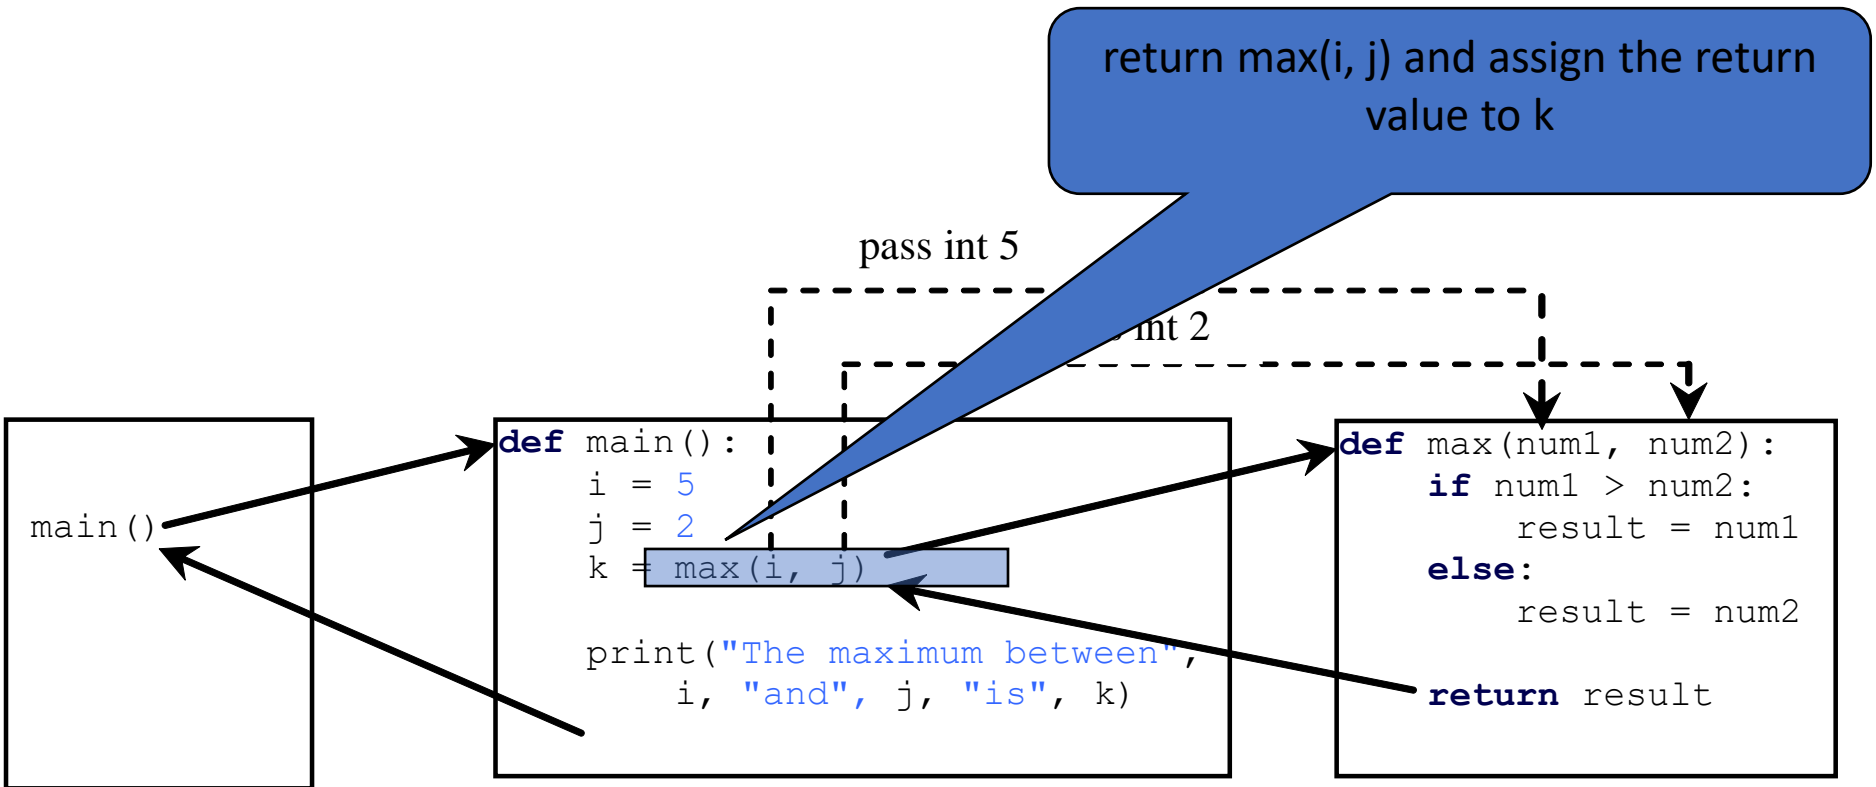 return max(i, j) and assign the return
value to k
pass int 5
int 2
main()
def main():
    i = 5
    j = 2
    k = max(i, j)
    print("The maximum between",
        i, "and", j, "is", k)
def max(num1, num2):
    if num1 > num2:
        result = num1
    else:
        result = num2
    return result